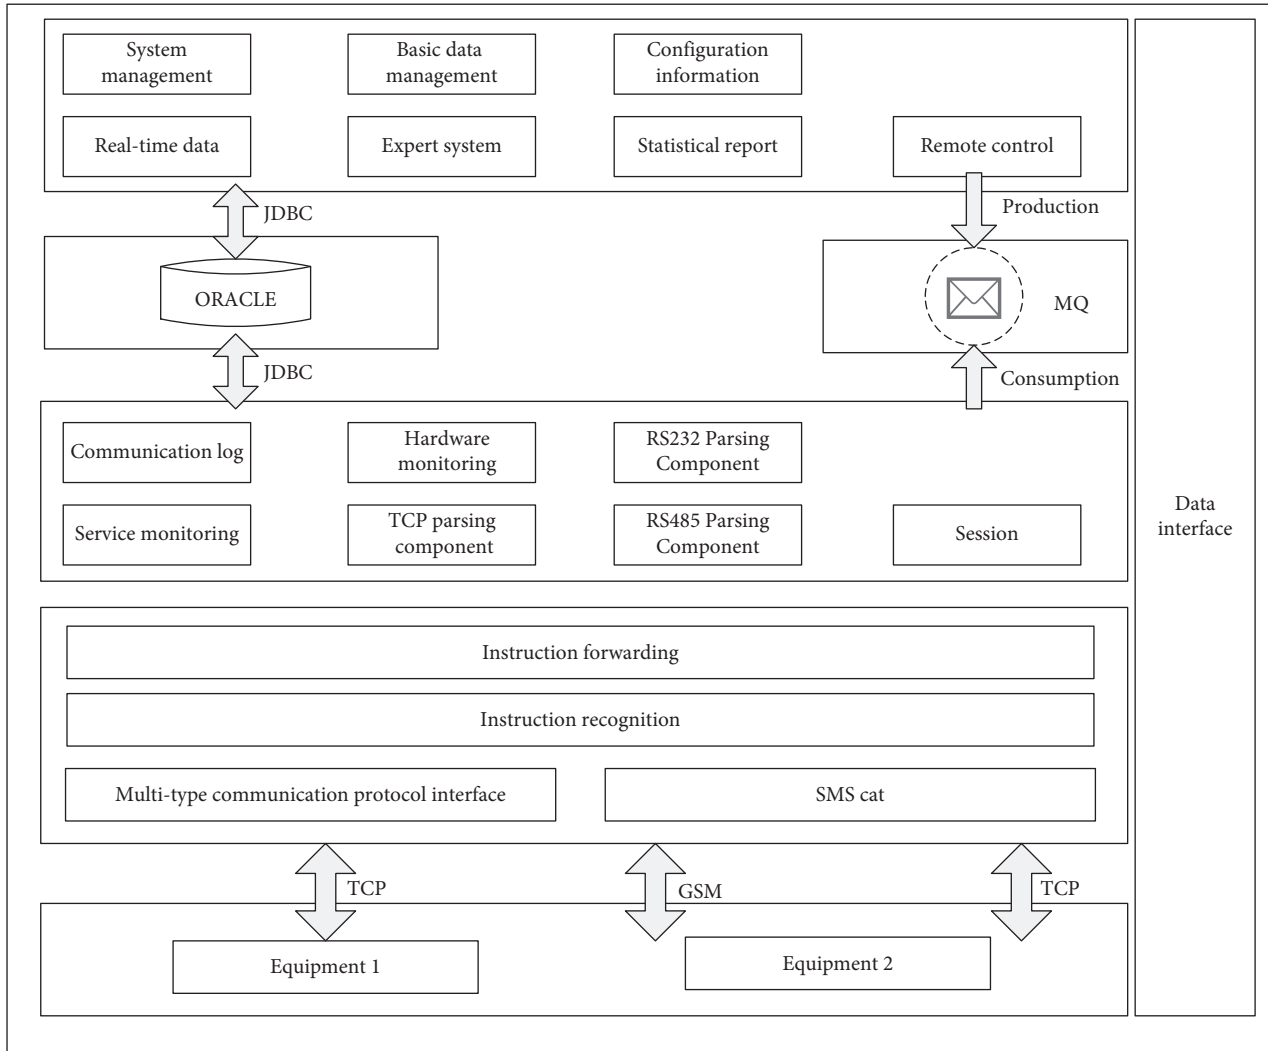 System
management
Basic data
management
Configuration
information
Real-time data
Expert system
Statistical report
Remote control
JDBC
Production
ORACLE
MQ
JDBC
Consumption
Communication log
Hardware
monitoring
RS232 Parsing
Component
Service monitoring
TCP parsing
component
RS485 Parsing
Component
Session
Data
interface
Instruction forwarding
Instruction recognition
Multi-type communication protocol interface
SMS cat
TCP
GSM
TCP
Equipment 1
Equipment 2